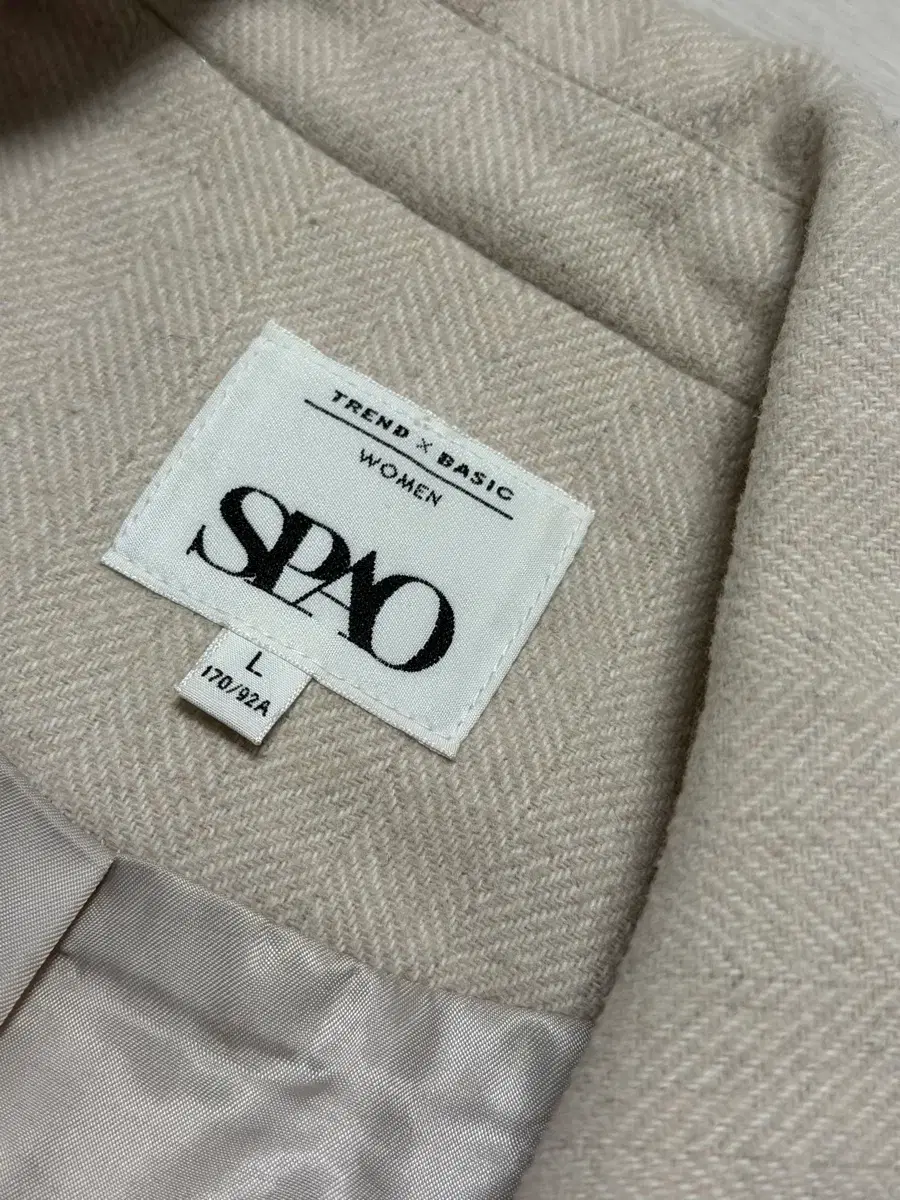 TREND X BASIC
WOMEN
SPAO
L
170/92A